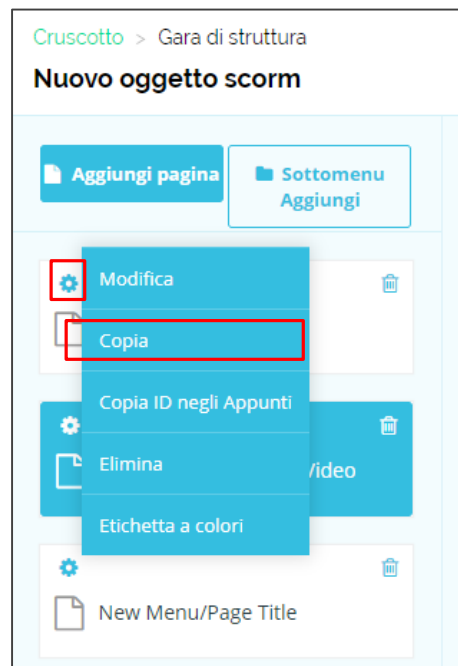 Cruscotto > Gara di struttura
Nuovo oggetto scorm
Aggiungi pagina
Sottomenu
Aggiungi
Modifica
Copia
Copia ID negli Appunti
Elimina
Video
Etichetta a colori
New Menu/Page Title